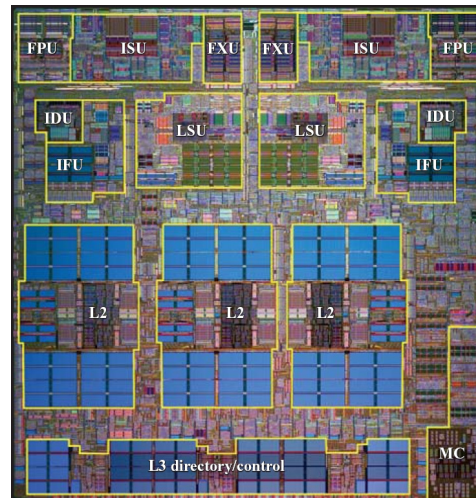 FPU ISU FXU FXU ISU FPU
IDU LSU LSU IDU
IFU IFU
L2 L2 L2
L3 directory/control MC